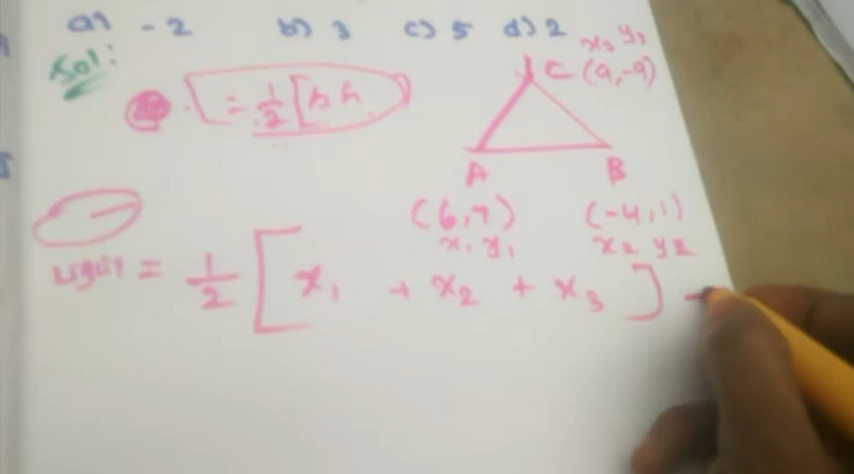 a) -2 b) 3 c) 5 d) 2
Sol:
x3 y3
C (a,-a)
= 1/2 [b h
A B
(6,7) (-4,1)
x1 y1 x2 y2
= 1/2 [ x1 + x2 + x3 ]